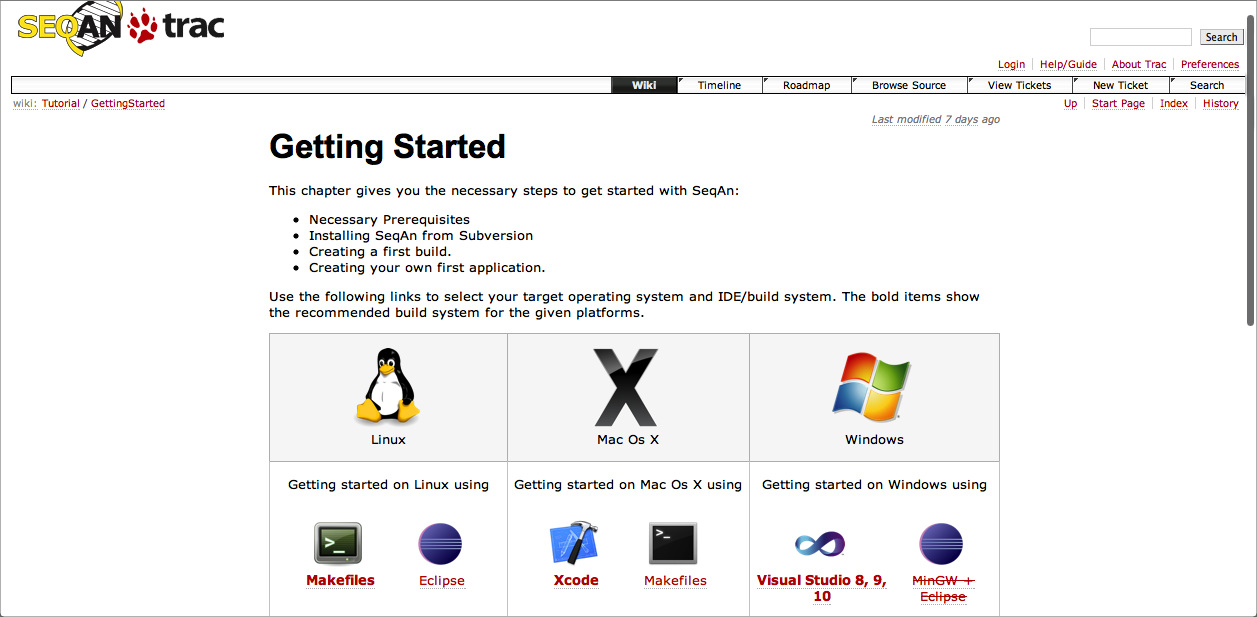 SEQAN trac
Search
Login Help/Guide About Trac Preferences
Wiki Timeline Roadmap Browse Source View Tickets New Ticket Search
wiki: Tutorial / GettingStarted
Up Start Page Index History
Last modified 7 days ago
Getting Started
This chapter gives you the necessary steps to get started with SeqAn:
• Necessary Prerequisites
• Installing SeqAn from Subversion
• Creating a first build.
• Creating your own first application.
Use the following links to select your target operating system and IDE/build system. The bold items show
the recommended build system for the given platforms.
Linux Mac Os X Windows
Getting started on Linux using Getting started on Mac Os X using Getting started on Windows using
>_ >_
Makefiles Eclipse Xcode Makefiles Visual Studio 8, 9, MinGW +
10 Eclipse